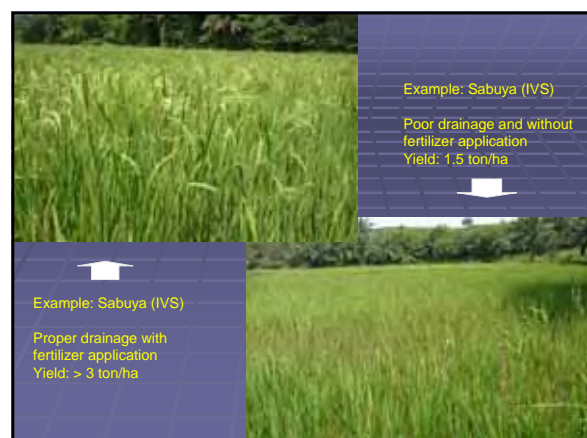 Example: Sabuya (IVS)
Poor drainage and without
fertilizer application
Yield: 1.5 ton/ha
Example: Sabuya (IVS)
Proper drainage with
fertilizer application
Yield: > 3 ton/ha